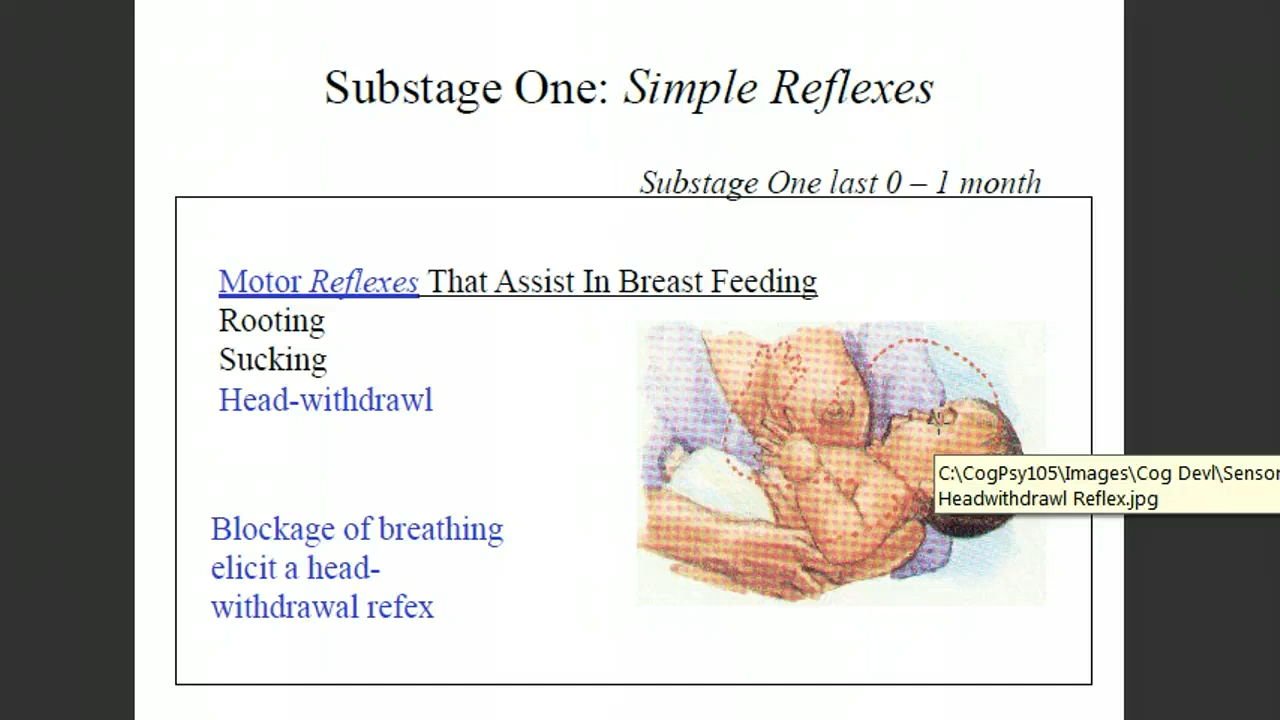 Substage One: Simple Reflexes
Substage One last 0 – 1 month
Motor Reflexes That Assist In Breast Feeding
Rooting
Sucking
Head-withdrawl
Blockage of breathing
elicit a head-
withdrawal refex
C:\CogPsy105\Images\Cog Devl\Sensor
Headwithdrawl Reflex.jpg